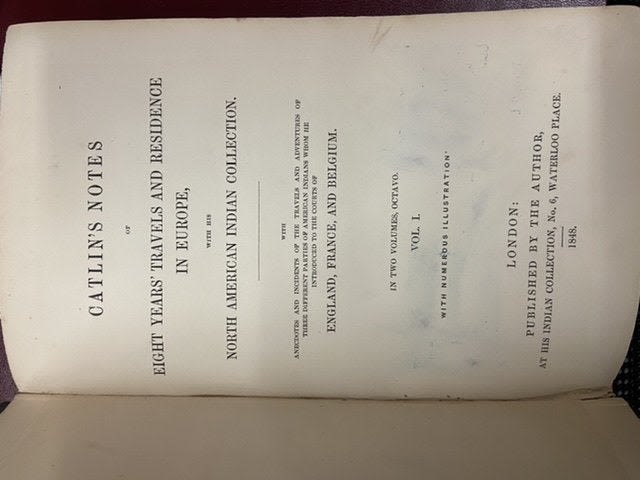 CATLIN'S NOTES
OF
EIGHT YEARS' TRAVELS AND RESIDENCE
IN EUROPE,
WITH HIS
NORTH AMERICAN INDIAN COLLECTION.
WITH
ANECDOTES AND INCIDENTS OF THE TRAVELS AND ADVENTURES OF
THREE DIFFERENT PARTIES OF AMERICAN INDIANS WHOM HE
INTRODUCED TO THE COURTS OF
ENGLAND, FRANCE, AND BELGIUM.
IN TWO VOLUMES, OCTAVO.
VOL. I.
WITH NUMEROUS ILLUSTRATION
LONDON:
PUBLISHED BY THE AUTHOR,
AT HIS INDIAN COLLECTION, No. 6, WATERLOO PLACE.
1848.